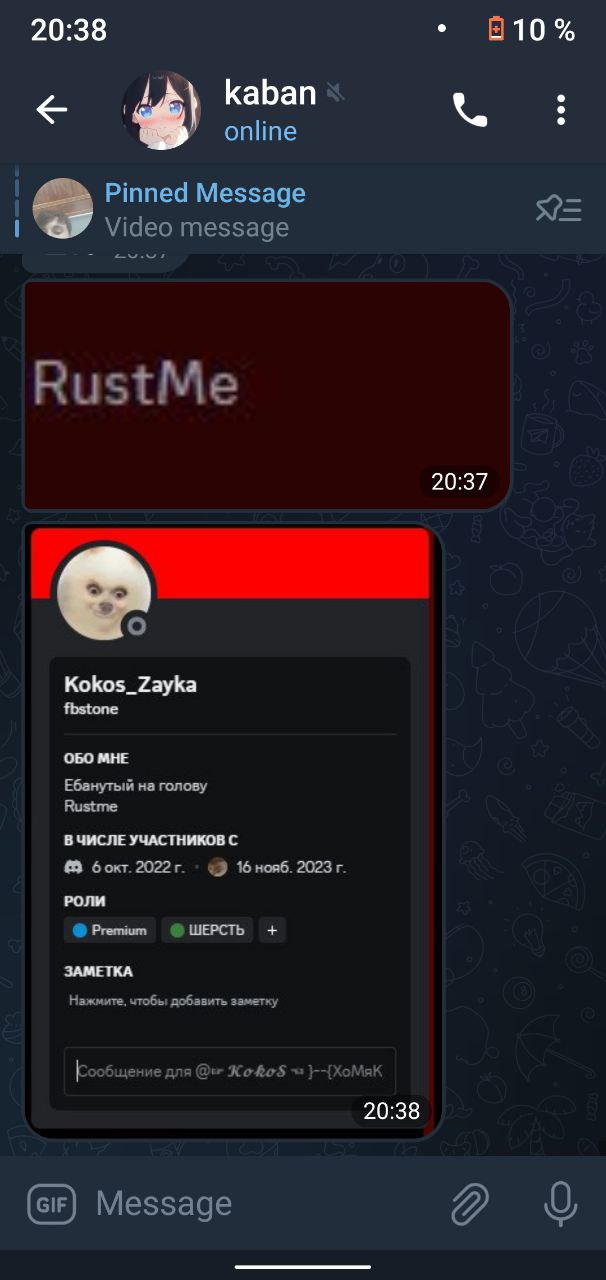 20:38
10 %
kaban
online
Pinned Message
Video message
RustMe
20:37
Kokos_Zayka
fbstone
ОБО МНЕ
Ебанутый на голову
Rustme
В ЧИСЛЕ УЧАСТНИКОВ С
6 окт. 2022 г. · 16 нояб. 2023 г.
РОЛИ
Premium ШЕРСТЬ +
ЗАМЕТКА
Нажмите, чтобы добавить заметку
Сообщение для @☞ 𝓚𝓸𝓴𝓸𝓢 ☜ }--{ХоМяК
20:38
GIF Message